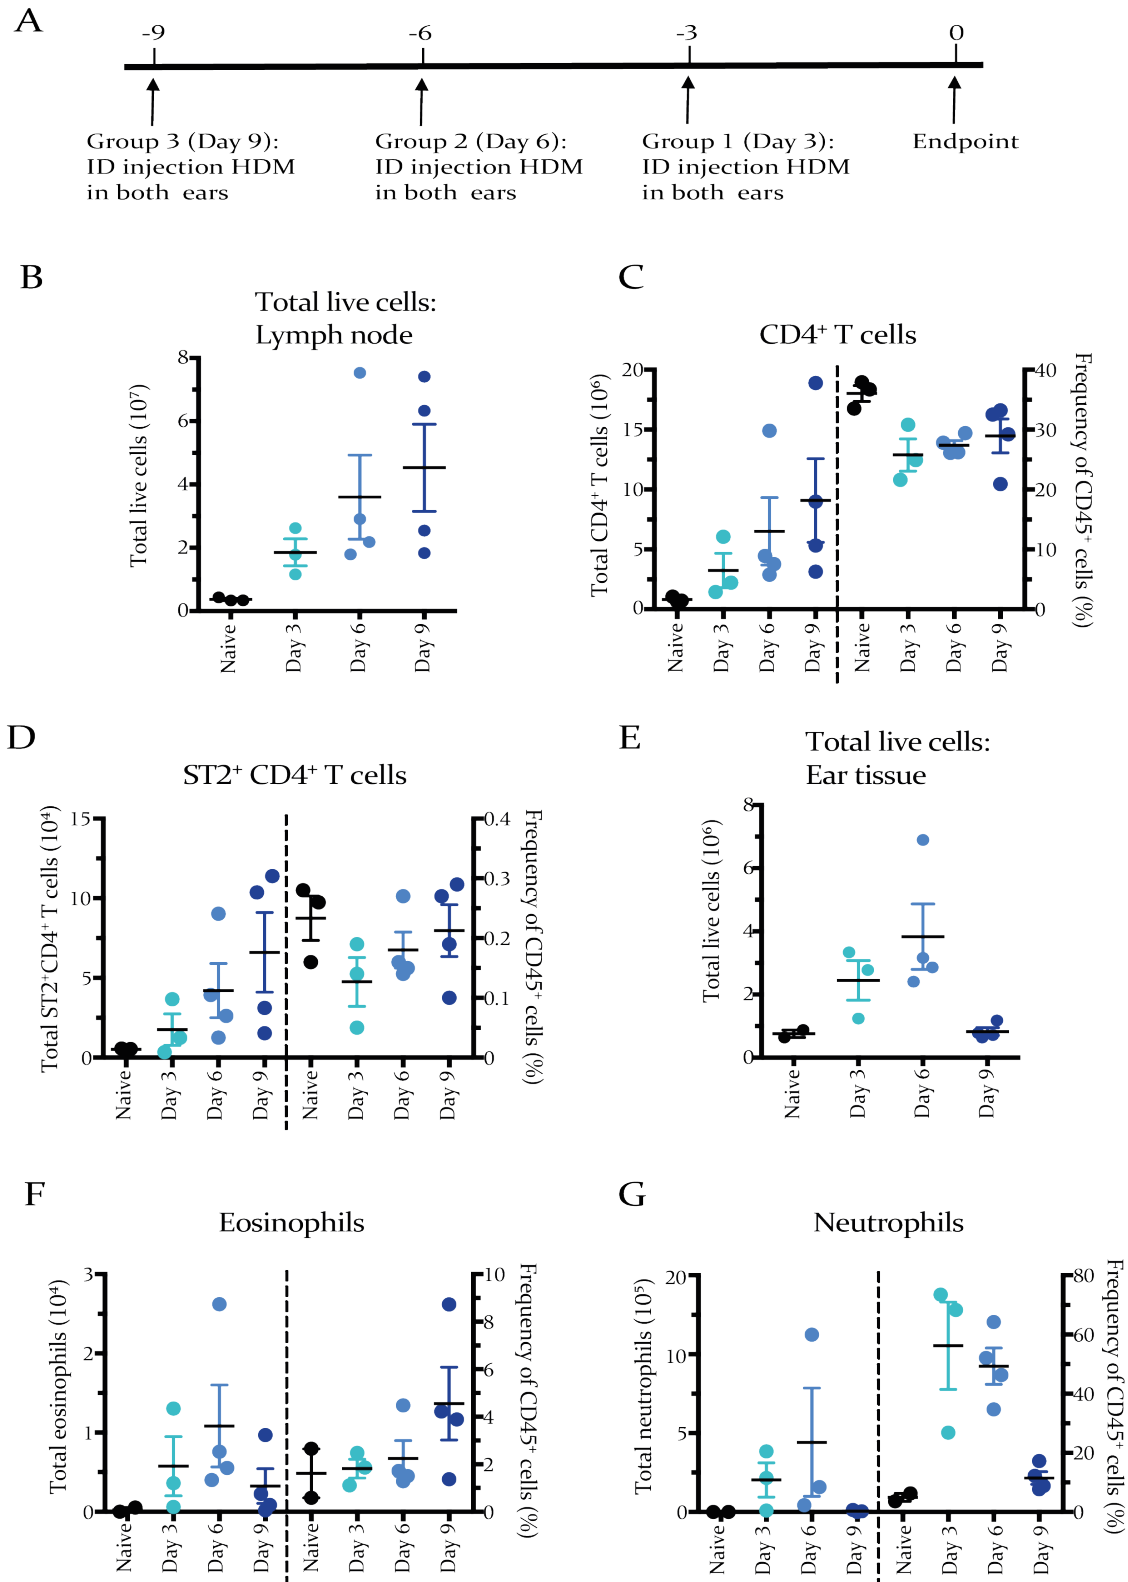 A
-9 -6 -3 0
Group 3 (Day 9):
ID injection HDM
in both ears
Group 2 (Day 6):
ID injection HDM
in both ears
Group 1 (Day 3):
ID injection HDM
in both ears
Endpoint
B
Total live cells:
Lymph node
Total live cells (10⁷)
8
6
4
2
0
Naive Day 3 Day 6 Day 9
C
CD4⁺ T cells
Total CD4⁺ T cells (10⁶)
20
15
10
5
0
Naive Day 3 Day 6 Day 9 Naive Day 3 Day 6 Day 9
40
30
20
10
0
Frequency of CD45⁺ cells (%)
D
ST2⁺ CD4⁺ T cells
Total ST2⁺CD4⁺ T cells (10⁴)
15
10
5
0
Naive Day 3 Day 6 Day 9 Naive Day 3 Day 6 Day 9
0.4
0.3
0.2
0.1
0
Frequency of CD45⁺ cells (%)
E
Total live cells:
Ear tissue
Total live cells (10⁶)
8
6
4
2
0
Naive Day 3 Day 6 Day 9
F
Eosinophils
Total eosinophils (10⁴)
3
2
1
0
Naive Day 3 Day 6 Day 9 Naive Day 3 Day 6 Day 9
10
8
6
4
2
0
Frequency of CD45⁺ cells (%)
G
Neutrophils
Total neutrophils (10⁵)
20
10
5
0
Naive Day 3 Day 6 Day 9 Naive Day 3 Day 6 Day 9
80
60
40
20
0
Frequency of CD45⁺ cells (%)